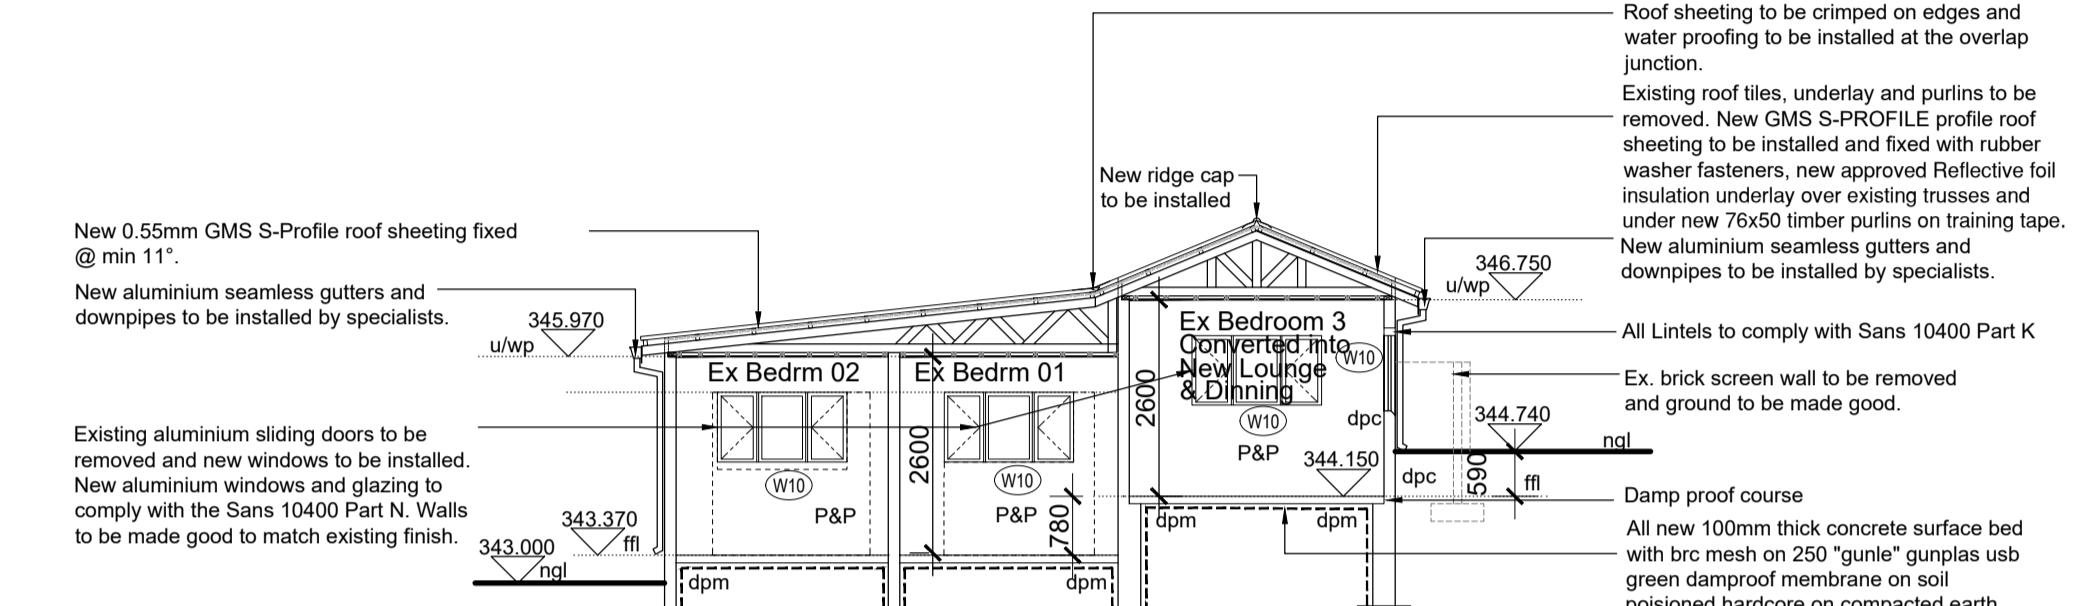 Roof sheeting to be crimped on edges and
water proofing to be installed at the overlap
junction.
Existing roof tiles, underlay and purlins to be
removed. New GMS S-PROFILE profile roof
sheeting to be installed and fixed with rubber
washer fasteners, new approved Reflective foil
insulation underlay over existing trusses and
under new 76x50 timber purlins on training tape.
New aluminium seamless gutters and
downpipes to be installed by specialists.
New ridge cap
to be installed
New 0.55mm GMS S-Profile roof sheeting fixed
@ min 11°.
New aluminium seamless gutters and
downpipes to be installed by specialists.
345.970
u/wp
346.750
u/wp
All Lintels to comply with Sans 10400 Part K
Ex Bedroom 3
Converted into
New Lounge
& Dinning
W10
Ex Bedrm 02
Ex Bedrm 01
2600
2600
Ex. brick screen wall to be removed
and ground to be made good.
344.740
ngl
dpc
W10
P&P
344.150
dpc
590
ffl
Existing aluminium sliding doors to be
removed and new windows to be installed.
New aluminium windows and glazing to
comply with the Sans 10400 Part N. Walls
to be made good to match existing finish.
W10
P&P
W10
P&P
780
343.370
ffl
343.000
ngl
dpm
dpm
dpm
dpm
Damp proof course
All new 100mm thick concrete surface bed
with brc mesh on 250 "gunle" gunplas usb
green damproof membrane on soil
poisioned hardcore on compacted earth